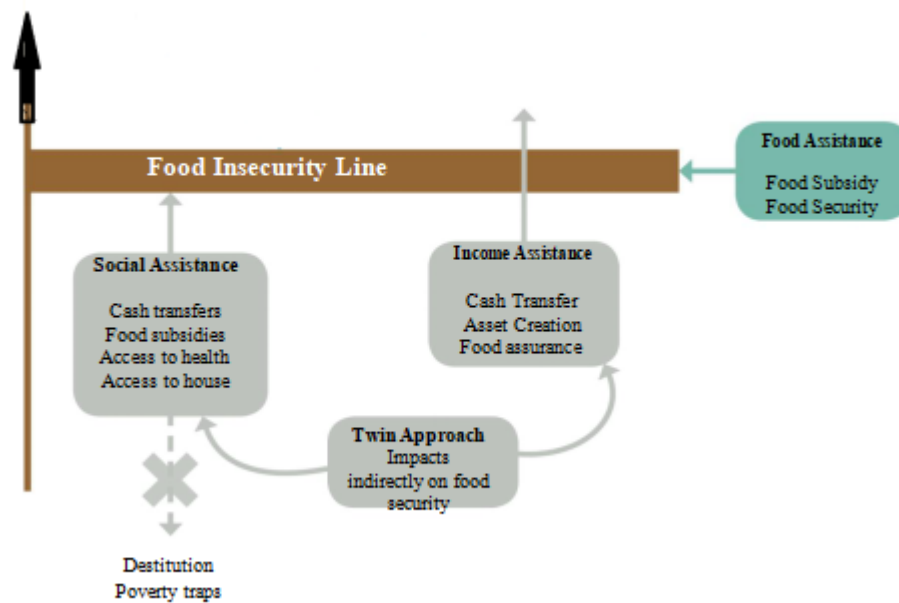 Food Insecurity Line
Food Assistance
Food Subsidy
Food Security
Social Assistance
Cash transfers
Food subsidies
Access to health
Access to house
Income Assistance
Cash Transfer
Asset Creation
Food assurance
Twin Approach
Impacts
indirectly on food
security
Destitution
Poverty traps